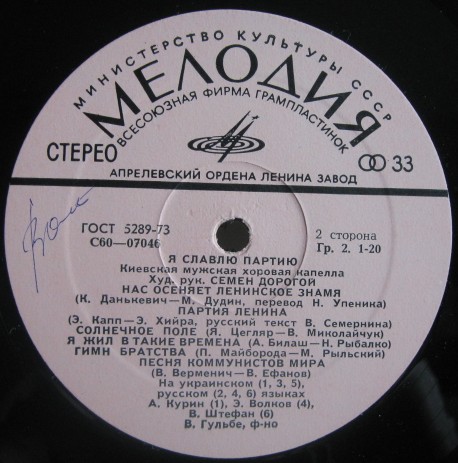 МИНИСТЕРСТВО КУЛЬТУРЫ СССР
МЕЛОДИЯ
ВСЕСОЮЗНАЯ ФИРМА ГРАМПЛАСТИНОК
СТЕРЕО
33
АПРЕЛЕВСКИЙ ОРДЕНА ЛЕНИНА ЗАВОД
ГОСТ 5289-73
С60—07046
2 сторона
Гр. 2. 1-20
Я СЛАВЛЮ ПАРТИЮ
Киевская мужская хоровая капелла
Худ. рук. СЕМЕН ДОРОГОЙ
НАС ОСЕНЯЕТ ЛЕНИНСКОЕ ЗНАМЯ
(К. Данькевич—М. Дудин, перевод Н. Упеника)
ПАРТИЯ ЛЕНИНА
(Э. Капп—Э. Хийра, русский текст В. Семернина)
СОЛНЕЧНОЕ ПОЛЕ (Я. Цегляр—В. Миколайчук)
Я ЖИЛ В ТАКИЕ ВРЕМЕНА (А. Билаш—Н. Рыбалко)
ГИМН БРАТСТВА (П. Майборода—М. Рыльский)
ПЕСНЯ КОММУНИСТОВ МИРА
(В. Верменич—В. Ефанов)
На украинском (1, 3, 5),
русском (2, 4, 6) языках
А. Курин (1), Э. Волков (4),
В. Штефан (6)
В. Гульбе, ф-но